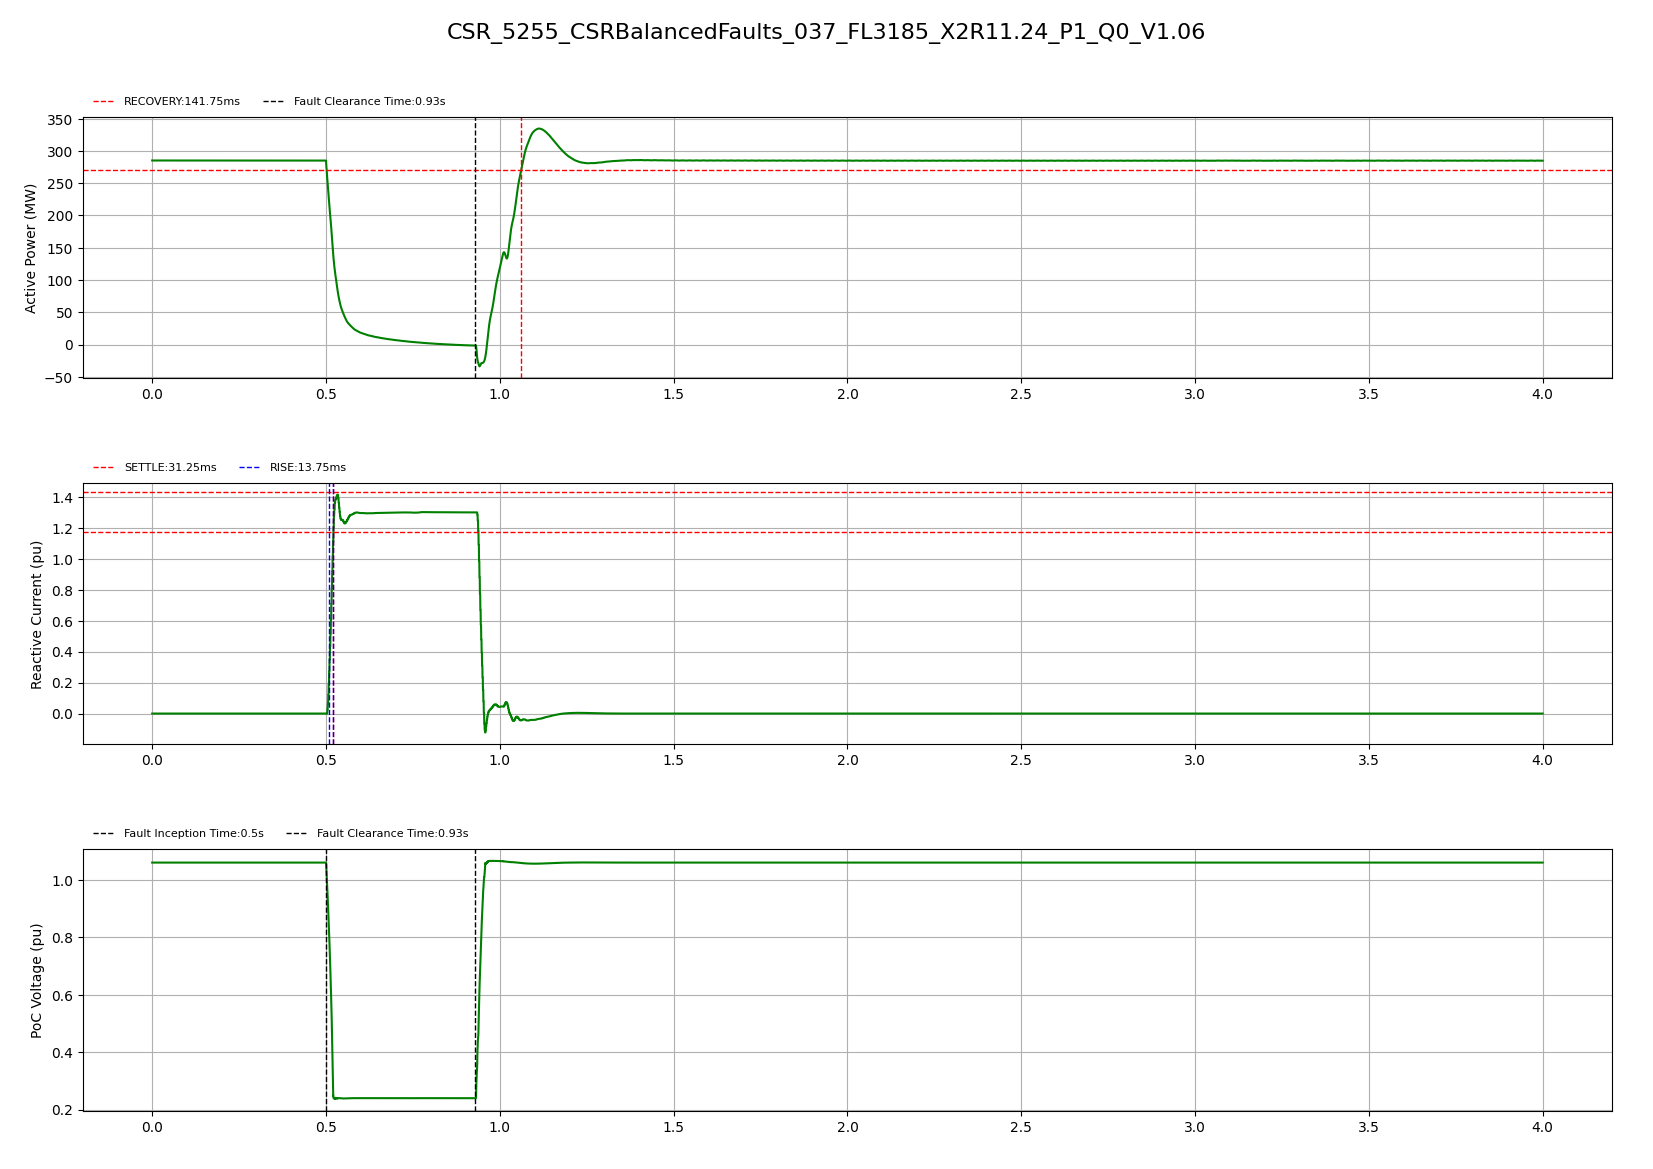 CSR_5255_CSRBalancedFaults_037_FL3185_X2R11.24_P1_Q0_V1.06
RECOVERY:141.75ms Fault Clearance Time:0.93s
Active Power (MW)
350
300
250
200
150
100
50
0
−50
0.0 0.5 1.0 1.5 2.0 2.5 3.0 3.5 4.0
SETTLE:31.25ms RISE:13.75ms
Reactive Current (pu)
1.4
1.2
1.0
0.8
0.6
0.4
0.2
0.0
0.0 0.5 1.0 1.5 2.0 2.5 3.0 3.5 4.0
Fault Inception Time:0.5s Fault Clearance Time:0.93s
PoC Voltage (pu)
1.0
0.8
0.6
0.4
0.2
0.0 0.5 1.0 1.5 2.0 2.5 3.0 3.5 4.0